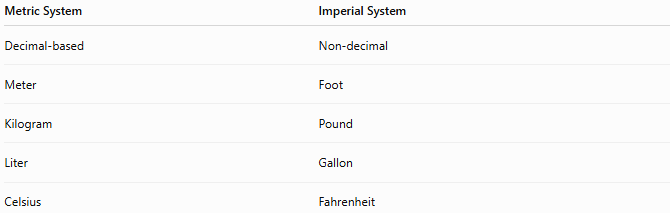 Metric System Imperial System
Decimal-based Non-decimal
Meter Foot
Kilogram Pound
Liter Gallon
Celsius Fahrenheit